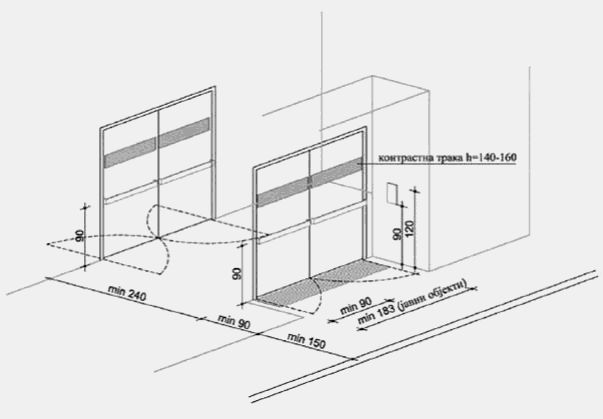 контрастна трака h=140-160
90
90
90
120
min 240
min 90
min 150
min 90
min 183 (јавни објекти)